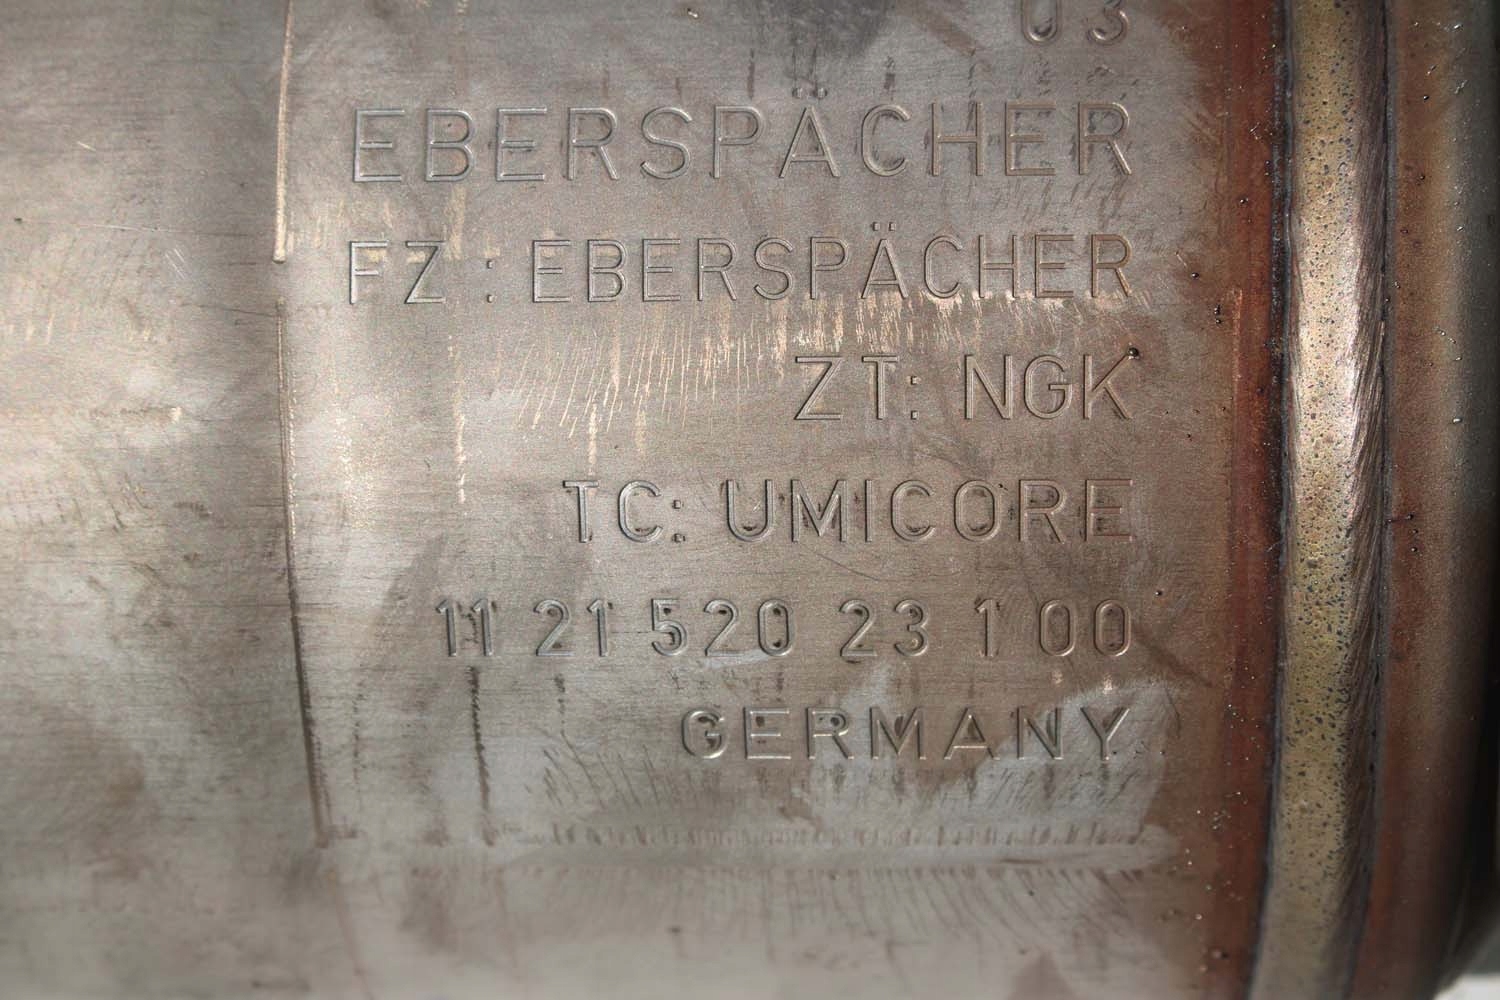 03
EBERSPÄCHER
FZ : EBERSPÄCHER
ZT: NGK
TC: UMICORE
11 21 520 23 1 00
GERMANY